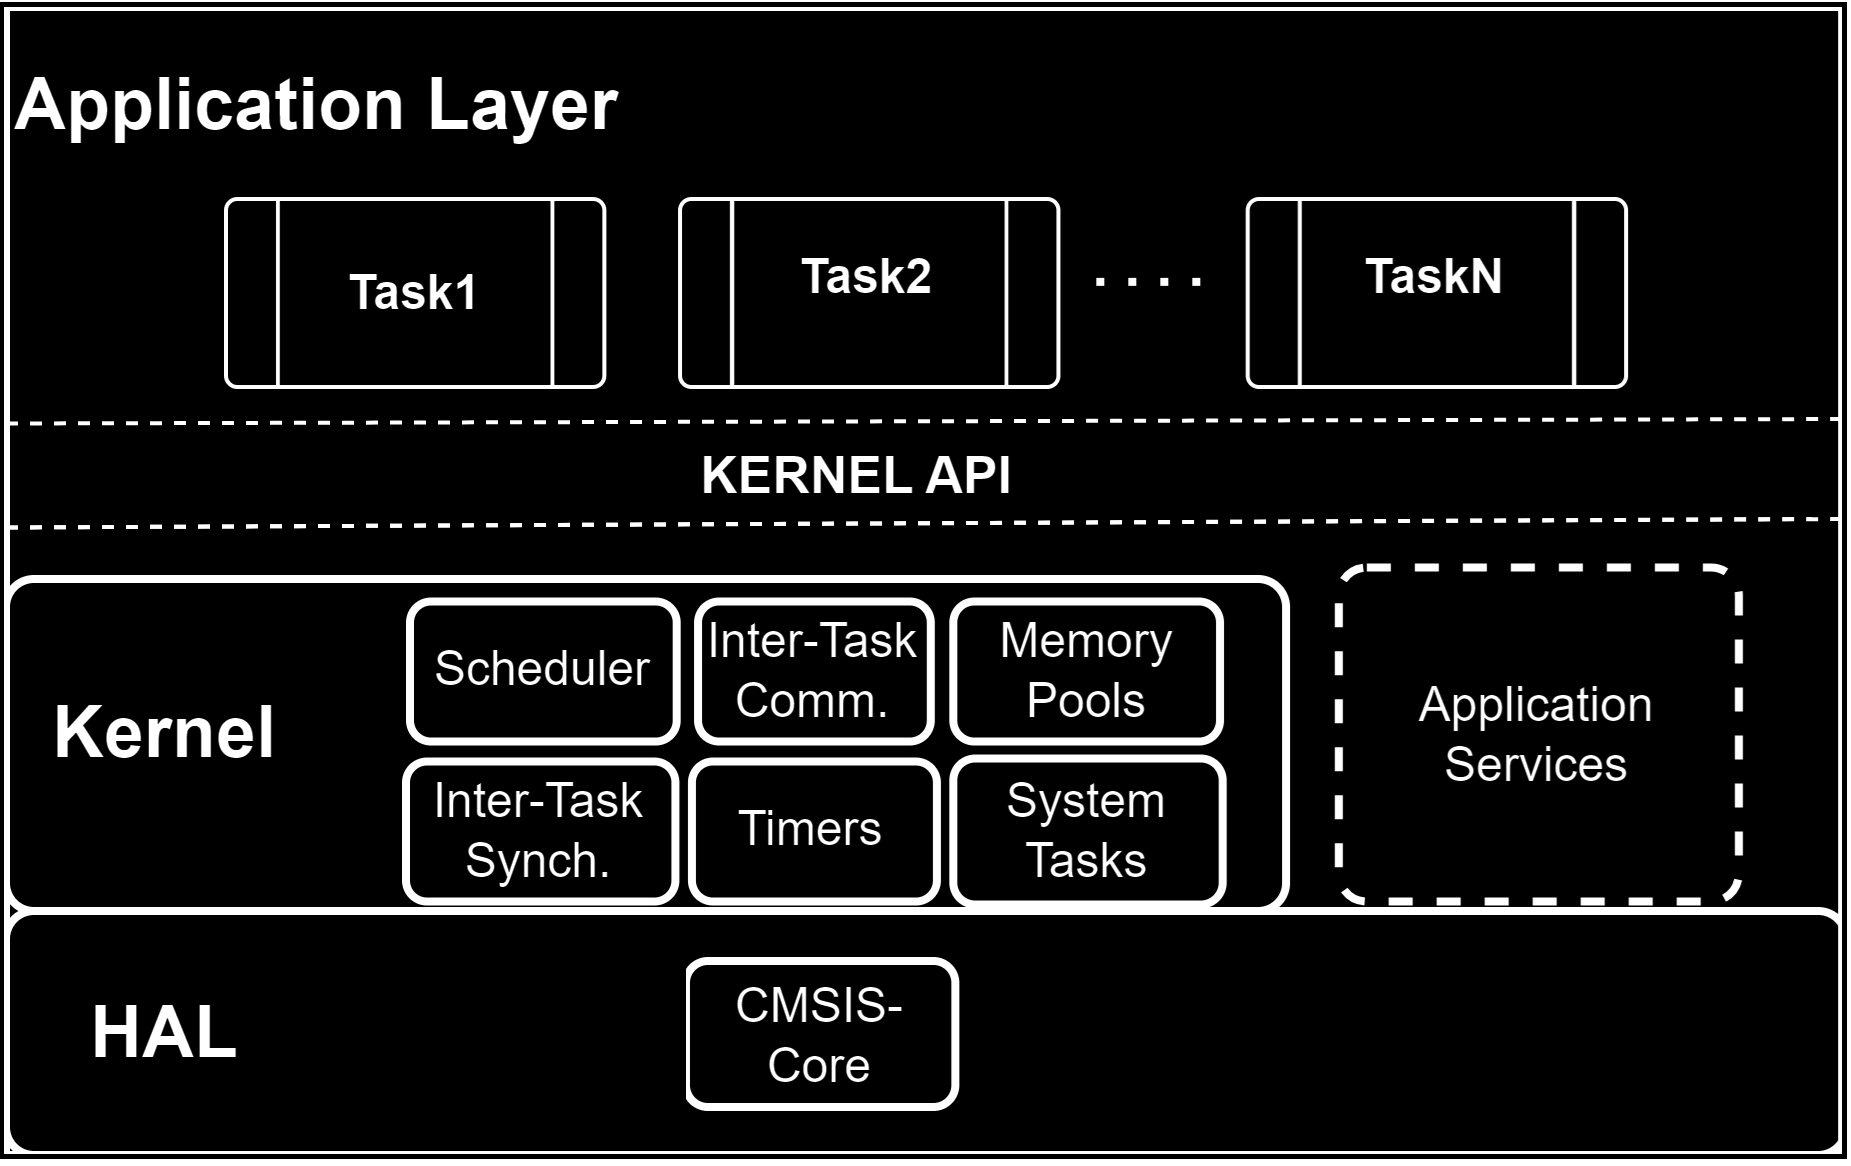 Application Layer
Task1
Task2
. . . .
TaskN
KERNEL API
Kernel
Scheduler
Inter-Task
Comm.
Memory
Pools
Inter-Task
Synch.
Timers
System
Tasks
Application
Services
HAL
CMSIS-
Core